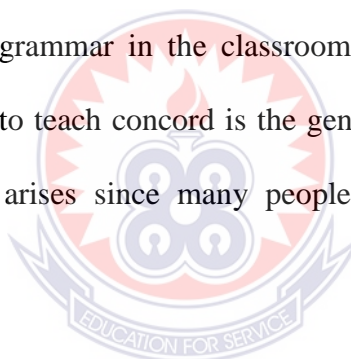 grammar in the classroom
to teach concord is the gen
arises since many people
EDUCATION FOR SERVICE